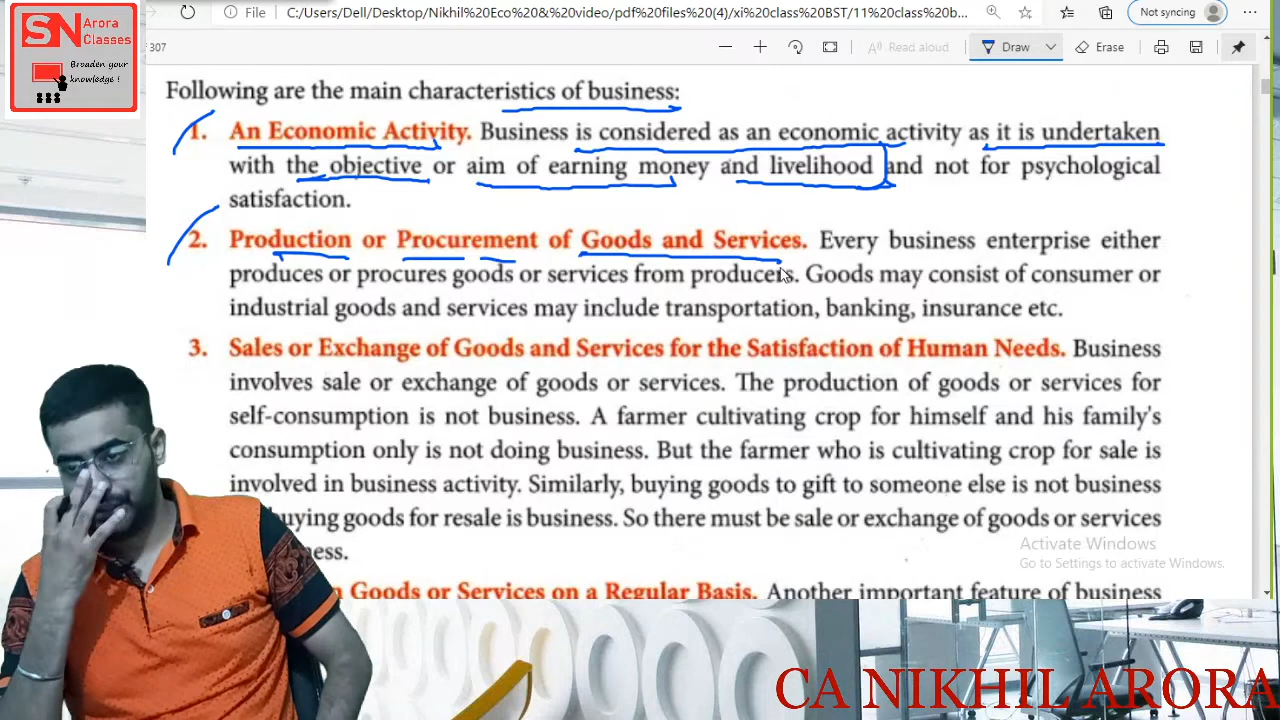 SN Arora
Classes
Broaden your
knowledge !
File
C:/Users/Dell/Desktop/Nikhil%20Eco%20&%20video/pdf%20files%20(4)/xi%20class%20BST/11%20class%20b...
Not syncing
307
Read aloud
Draw
Erase
Following are the main characteristics of business:
1. An Economic Activity. Business is considered as an economic activity as it is undertaken
with the objective or aim of earning money and livelihood and not for psychological
satisfaction.
2. Production or Procurement of Goods and Services. Every business enterprise either
produces or procures goods or services from producers. Goods may consist of consumer or
industrial goods and services may include transportation, banking, insurance etc.
3. Sales or Exchange of Goods and Services for the Satisfaction of Human Needs. Business
involves sale or exchange of goods or services. The production of goods or services for
self-consumption is not business. A farmer cultivating crop for himself and his family's
consumption only is not doing business. But the farmer who is cultivating crop for sale is
involved in business activity. Similarly, buying goods to gift to someone else is not business
buying goods for resale is business. So there must be sale or exchange of goods or services
Activate Windows
Go to Settings to activate Windows.
Goods or Services on a Regular Basis. Another important feature of business
CA NIKHIL ARORA